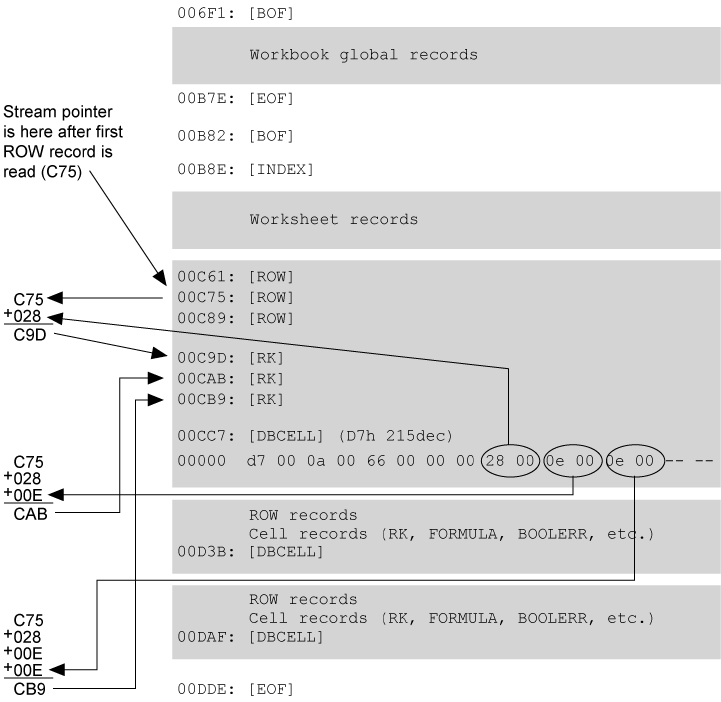 006F1: [BOF]
Workbook global records
00B7E: [EOF]
00B82: [BOF]
00B8E: [INDEX]
Stream pointer
is here after first
ROW record is
read (C75)
Worksheet records
00C61: [ROW]
00C75: [ROW]
00C89: [ROW]
C75
+028
C9D
00C9D: [RK]
00CAB: [RK]
00CB9: [RK]
00CC7: [DBCELL] (D7h 215dec)
00000 d7 00 0a 00 66 00 00 00 28 00 0e 00 0e 00 -- --
C75
+028
+00E
CAB
ROW records
Cell records (RK, FORMULA, BOOLERR, etc.)
00D3B: [DBCELL]
ROW records
Cell records (RK, FORMULA, BOOLERR, etc.)
00DAF: [DBCELL]
C75
+028
+00E
+00E
CB9
00DDE: [EOF]